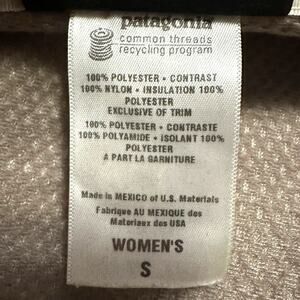 patagonia
common threads
recycling program
100% POLYESTER • CONTRAST
100% NYLON • INSULATION 100%
POLYESTER
EXCLUSIVE OF TRIM
100% POLYESTER • CONTRASTE
100% POLYAMIDE • ISOLANT 100%
POLYESTER
A PART LA GARNITURE
Made in MEXICO of U.S. Materials
Fabrique AU MEXIQUE des
Materiaux des USA
WOMEN'S
S